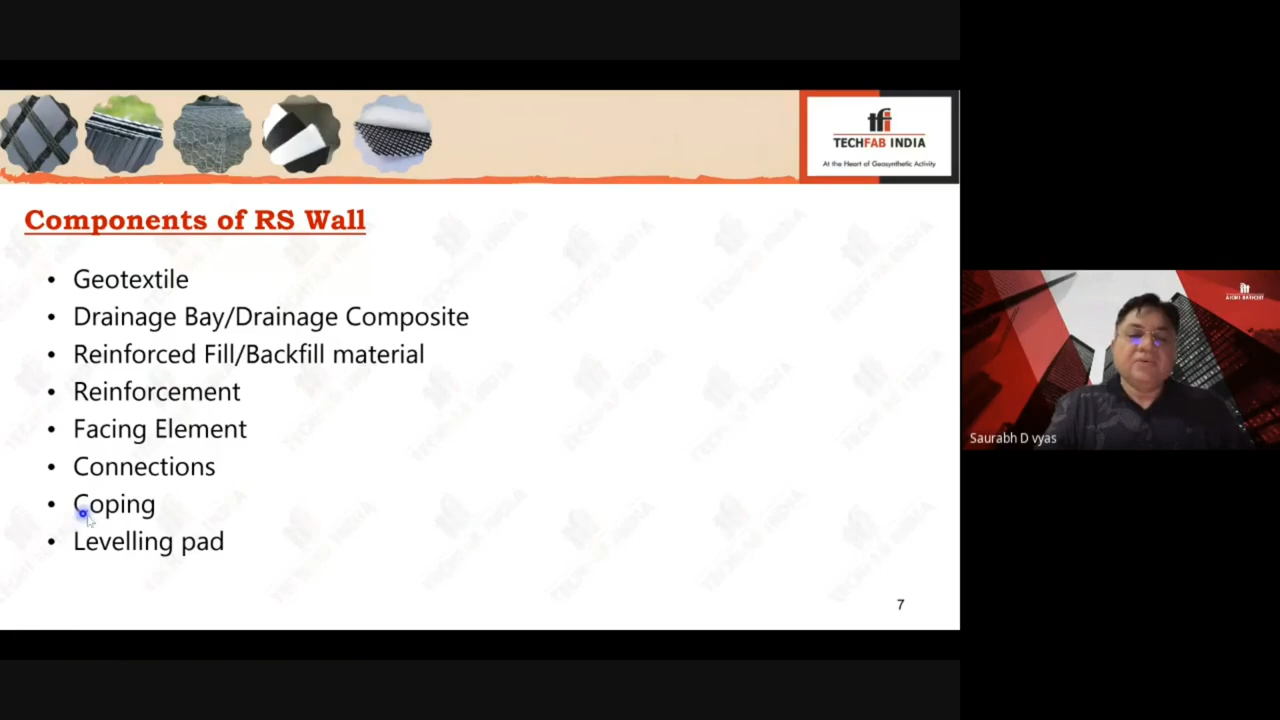 tfi
TECHFAB INDIA
At the Heart of Geosynthetic Activity
Components of RS Wall
• Geotextile
• Drainage Bay/Drainage Composite
• Reinforced Fill/Backfill material
• Reinforcement
• Facing Element
• Connections
• Coping
• Levelling pad
7
Saurabh D vyas